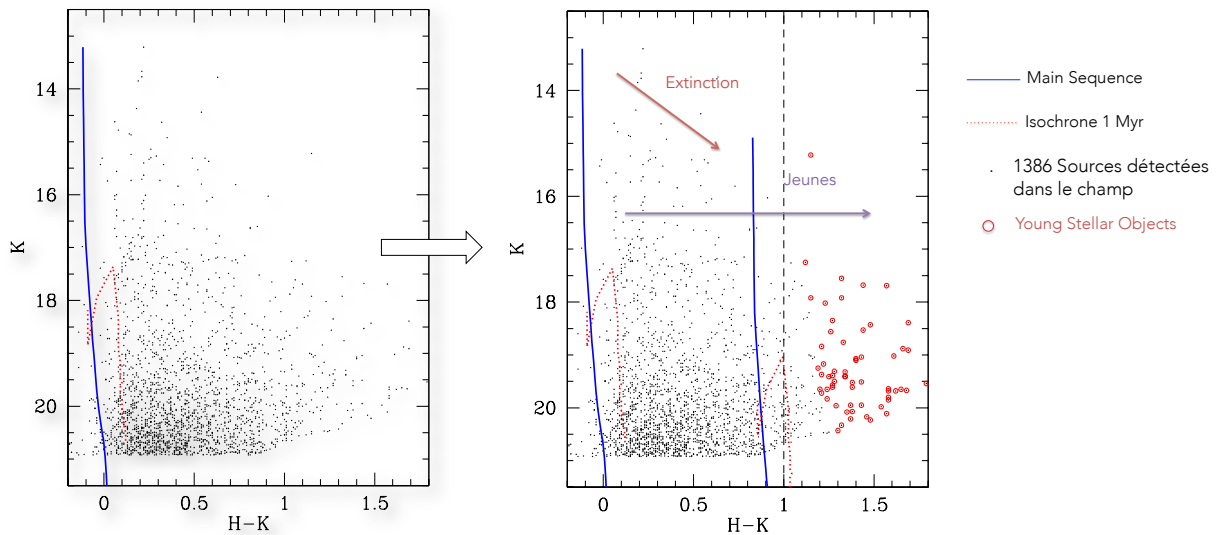 14
16
18
20
K
0
0.5
1
1.5
H-K
14
16
18
20
K
0
0.5
1
1.5
H-K
Extinction
Jeunes
Main Sequence
Isochrone 1 Myr
1386 Sources détectées
dans le champ
Young Stellar Objects